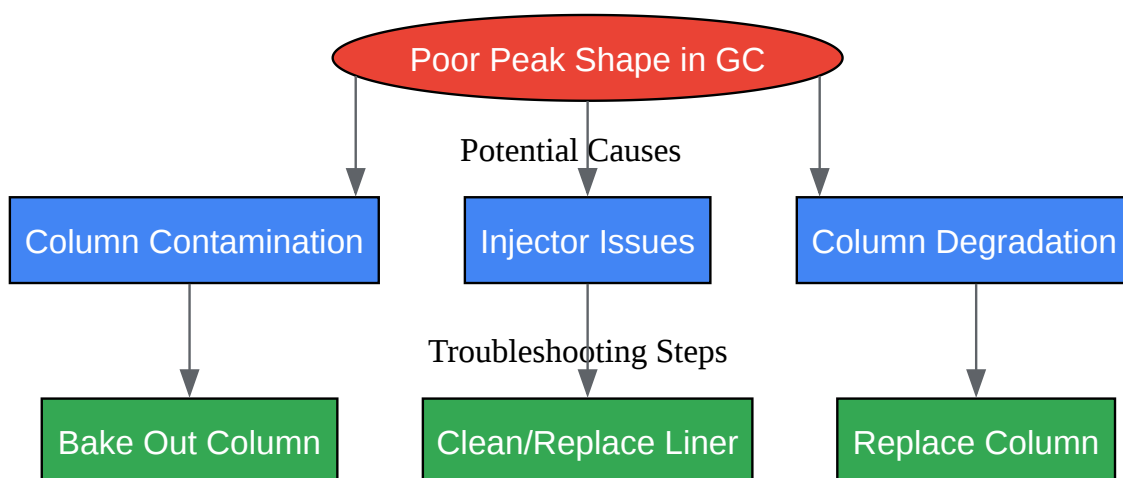 Poor Peak Shape in GC
Potential Causes
Column Contamination
Injector Issues
Column Degradation
Troubleshooting Steps
Bake Out Column
Clean/Replace Liner
Replace Column